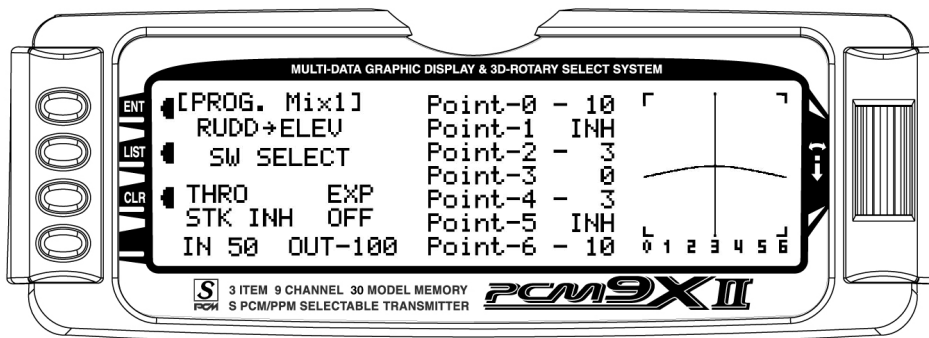 MULTI-DATA GRAPHIC DISPLAY & 3D-ROTARY SELECT SYSTEM
ENT
LIST
CLR
[PROG. Mix1]
RUDD→ELEV
SW SELECT
THRO EXP
STK INH OFF
IN 50 OUT-100
Point-0 - 10
Point-1 INH
Point-2 - 3
Point-3 0
Point-4 - 3
Point-5 INH
Point-6 - 10
0 1 2 3 4 5 6
S PCM
3 ITEM 9 CHANNEL 30 MODEL MEMORY
S PCM/PPM SELECTABLE TRANSMITTER
PCM9X II